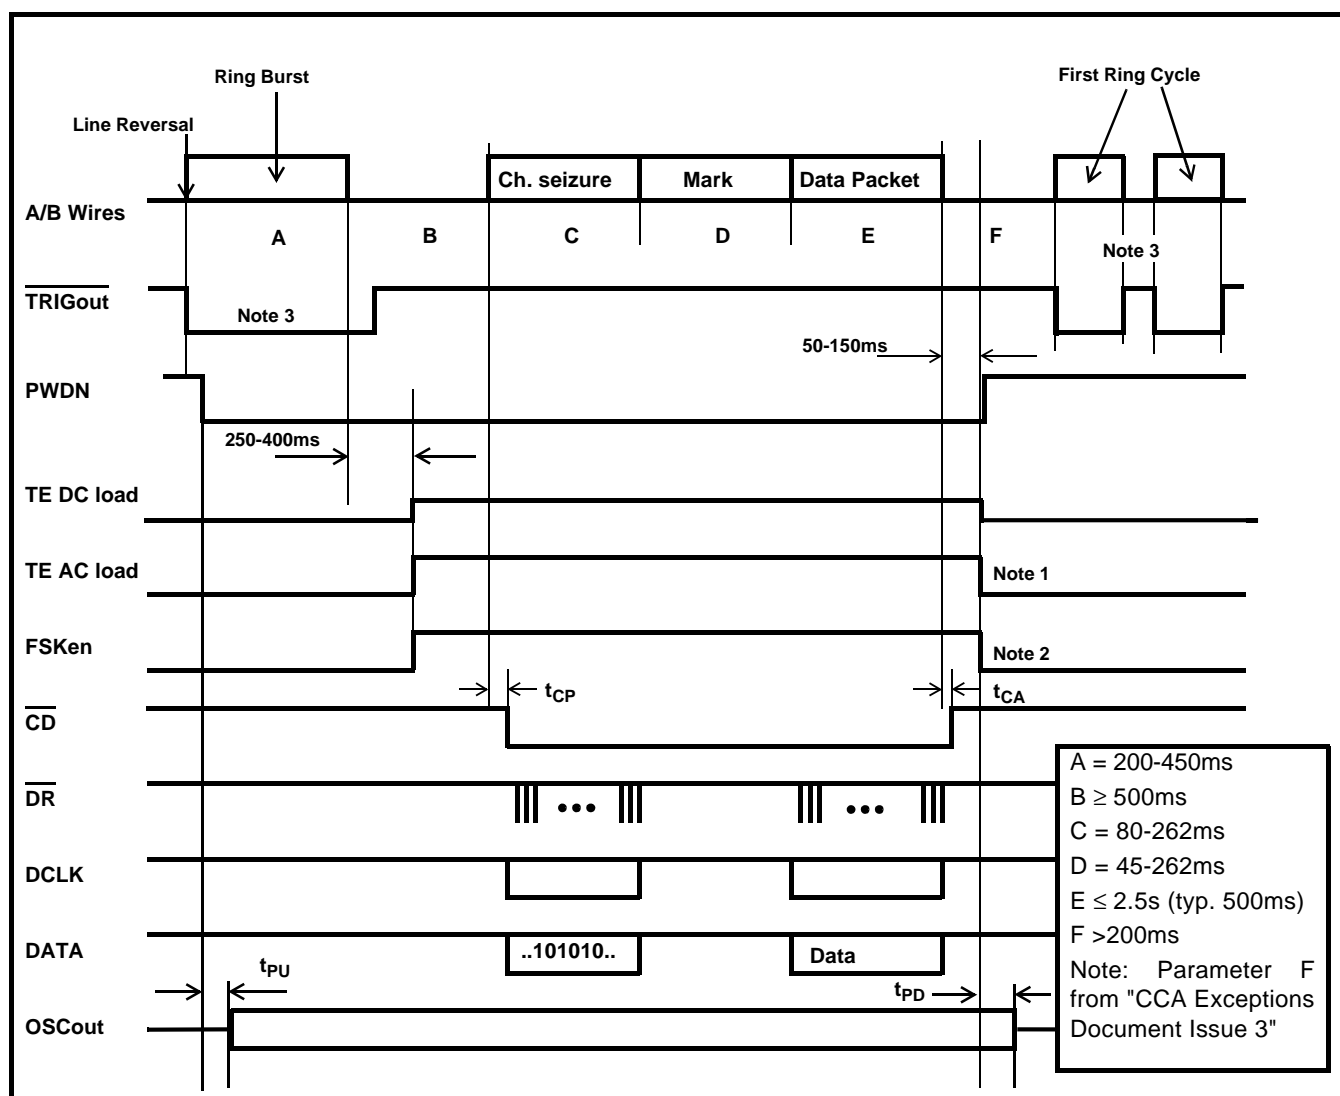 Ring Burst
First Ring Cycle
Line Reversal
Ch. seizure
Mark
Data Packet
A/B Wires
A
B
C
D
E
F
Note 3
TRIGout
Note 3
50-150ms
PWDN
250-400ms
TE DC load
TE AC load
Note 1
FSKen
Note 2
tCP
tCA
CD
DR
DCLK
DATA
..101010..
Data
tPU
tPD
OSCout
A = 200-450ms
B ≥ 500ms
C = 80-262ms
D = 45-262ms
E ≤ 2.5s (typ. 500ms)
F >200ms
Note: Parameter F
from "CCA Exceptions
Document Issue 3"